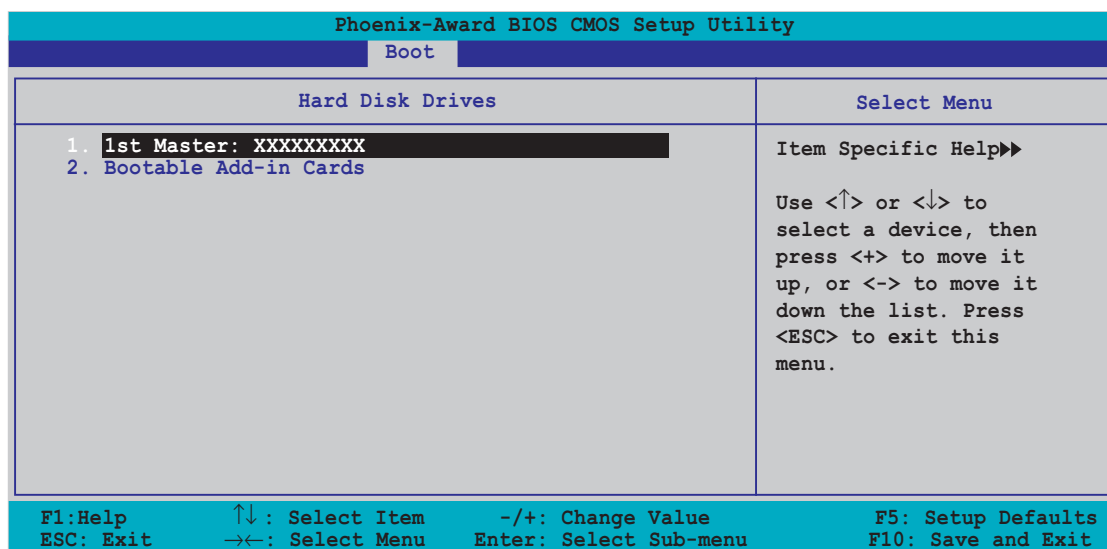 Phoenix-Award BIOS CMOS Setup Utility
Boot
Hard Disk Drives
Select Menu
1. 1st Master: XXXXXXXXX
2. Bootable Add-in Cards
Item Specific Help▶▶
Use <↑> or <↓> to
select a device, then
press <+> to move it
up, or <-> to move it
down the list. Press
<ESC> to exit this
menu.
F1:Help ↑↓: Select Item -/+: Change Value F5: Setup Defaults
ESC: Exit →←: Select Menu Enter: Select Sub-menu F10: Save and Exit